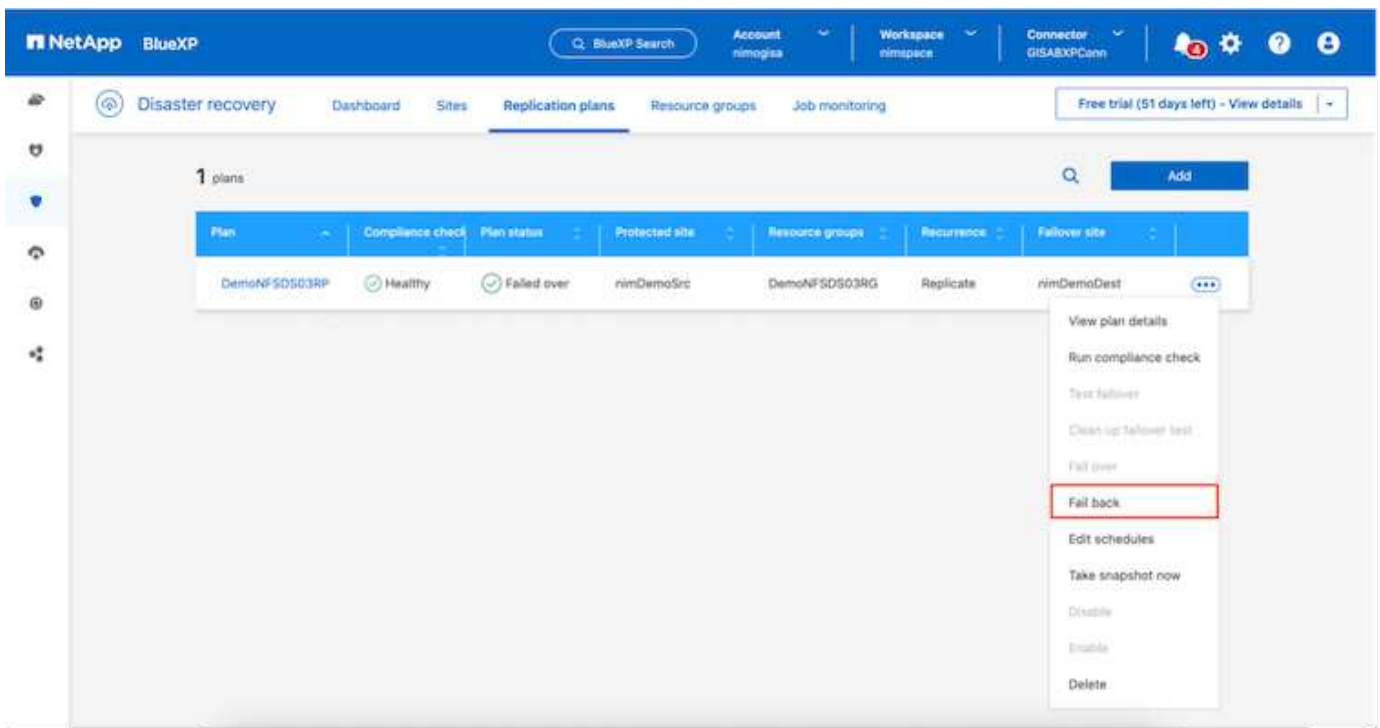 NetApp BlueXP
BlueXP Search
Account
nimogisa
Workspace
nimspace
Connector
GISABXPConn
4
Disaster recovery
Dashboard
Sites
Replication plans
Resource groups
Job monitoring
Free trial (51 days left) - View details
1 plans
Add
Plan
Compliance check
Plan status
Protected site
Resource groups
Recurrence
Failover site
DemoNFSDS03RP
Healthy
Failed over
nimDemoSrc
DemoNFSDS03RG
Replicate
nimDemoDest
View plan details
Run compliance check
Test failover
Clean up failover test
Fail over
Fail back
Edit schedules
Take snapshot now
Disable
Enable
Delete